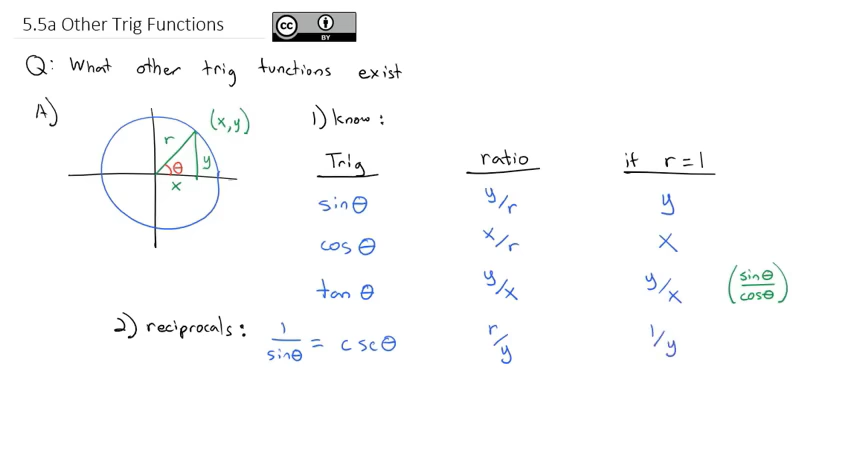 5.5a Other Trig Functions
cc BY
Q: What other trig functions exist
A)
(x,y)
r
θ
y
x
1) know:
Trig ratio if r=1
sinθ y/r y
cosθ x/r x
tanθ y/x y/x (sinθ/cosθ)
2) reciprocals: 1/sinθ = cscθ r/y 1/y